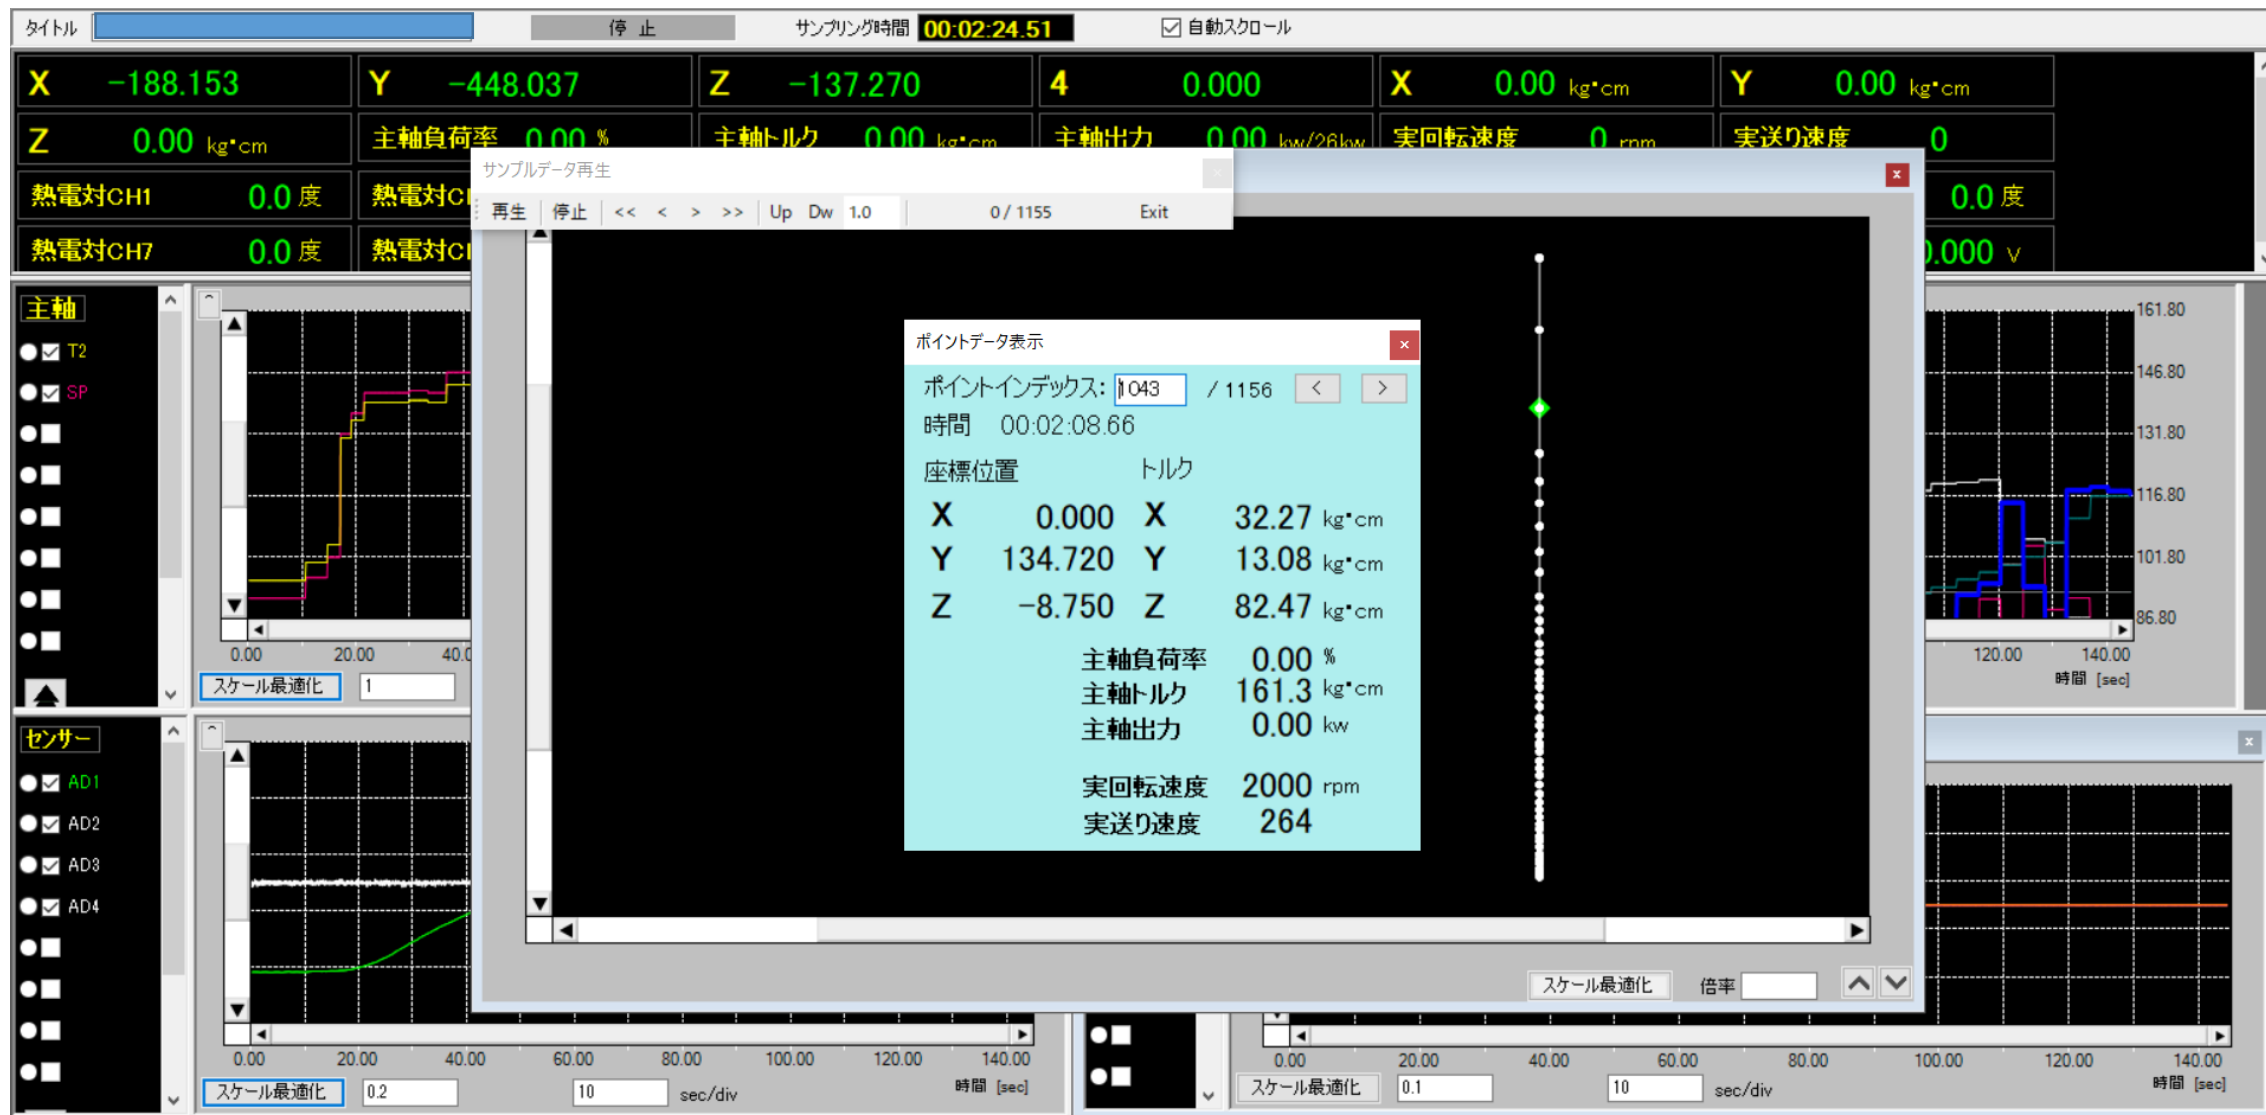 タイトル 停 止 サンプリング時間 00:02:24.51 自動スクロール
X -188.153 Y -448.037 Z -137.270 4 0.000 X 0.00 kg·cm Y 0.00 kg·cm
Z 0.00 kg·cm 主軸負荷率 0.00 % 主軸トルク 0.00 kg·cm 主軸出力 0.00 kw/26kw 実回転速度 0 rpm 実送り速度 0
熱電対CH1 0.0 度 熱電対 0.0 度
熱電対CH7 0.0 度 熱電対 .000 V
サンプルデータ再生
再生 停止 << < > >> Up Dw 1.0 0 / 1155 Exit
主軸
T2
SP
161.80
146.80
131.80
116.80
101.80
86.80
0.00 20.00 40.0
120.00 140.00
時間 [sec]
スケール最適化 1
ポイントデータ表示
ポイントインデックス: 1043 / 1156 < >
時間 00:02:08.66
座標位置 トルク
X 0.000 X 32.27 kg·cm
Y 134.720 Y 13.08 kg·cm
Z -8.750 Z 82.47 kg·cm
主軸負荷率 0.00 %
主軸トルク 161.3 kg·cm
主軸出力 0.00 kw
実回転速度 2000 rpm
実送り速度 264
スケール最適化 倍率
センサー
AD1
AD2
AD3
AD4
0.00 20.00 40.00 60.00 80.00 100.00 120.00 140.00
時間 [sec]
スケール最適化 0.2 10 sec/div
0.00 20.00 40.00 60.00 80.00 100.00 120.00 140.00
時間 [sec]
スケール最適化 0.1 10 sec/div